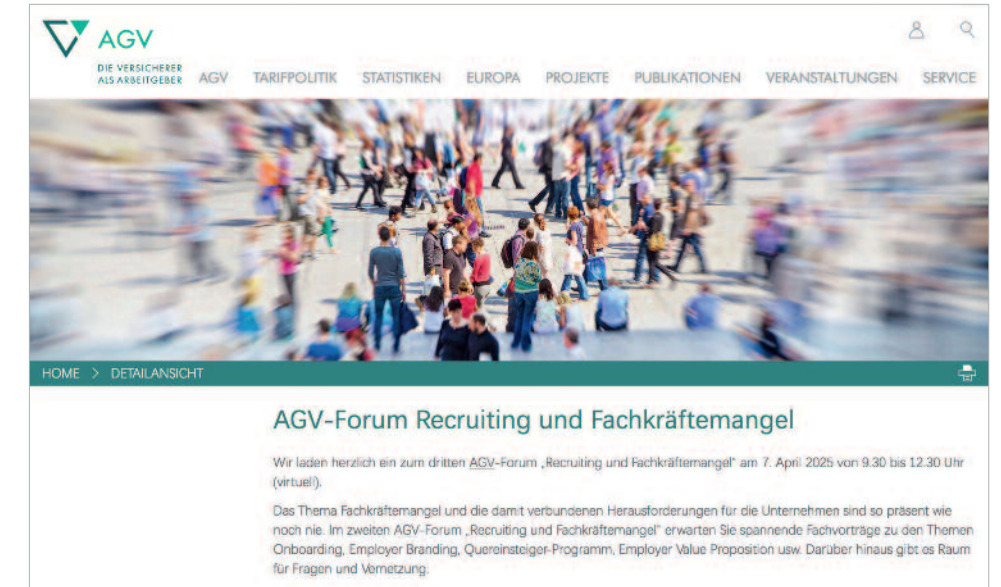 AGV
DIE VERSICHERER
ALS ARBEITGEBER
AGV TARIFPOLITIK STATISTIKEN EUROPA PROJEKTE PUBLIKATIONEN VERANSTALTUNGEN SERVICE
HOME > DETAILANSICHT
AGV-Forum Recruiting und Fachkräftemangel
Wir laden herzlich ein zum dritten AGV-Forum „Recruiting und Fachkräftemangel“ am 7. April 2025 von 9.30 bis 12.30 Uhr
(virtuell).
Das Thema Fachkräftemangel und die damit verbundenen Herausforderungen für die Unternehmen sind so präsent wie
noch nie. Im zweiten AGV-Forum „Recruiting und Fachkräftemangel“ erwarten Sie spannende Fachvorträge zu den Themen
Onboarding, Employer Branding, Quereinsteiger-Programm, Employer Value Proposition usw. Darüber hinaus gibt es Raum
für Fragen und Vernetzung.